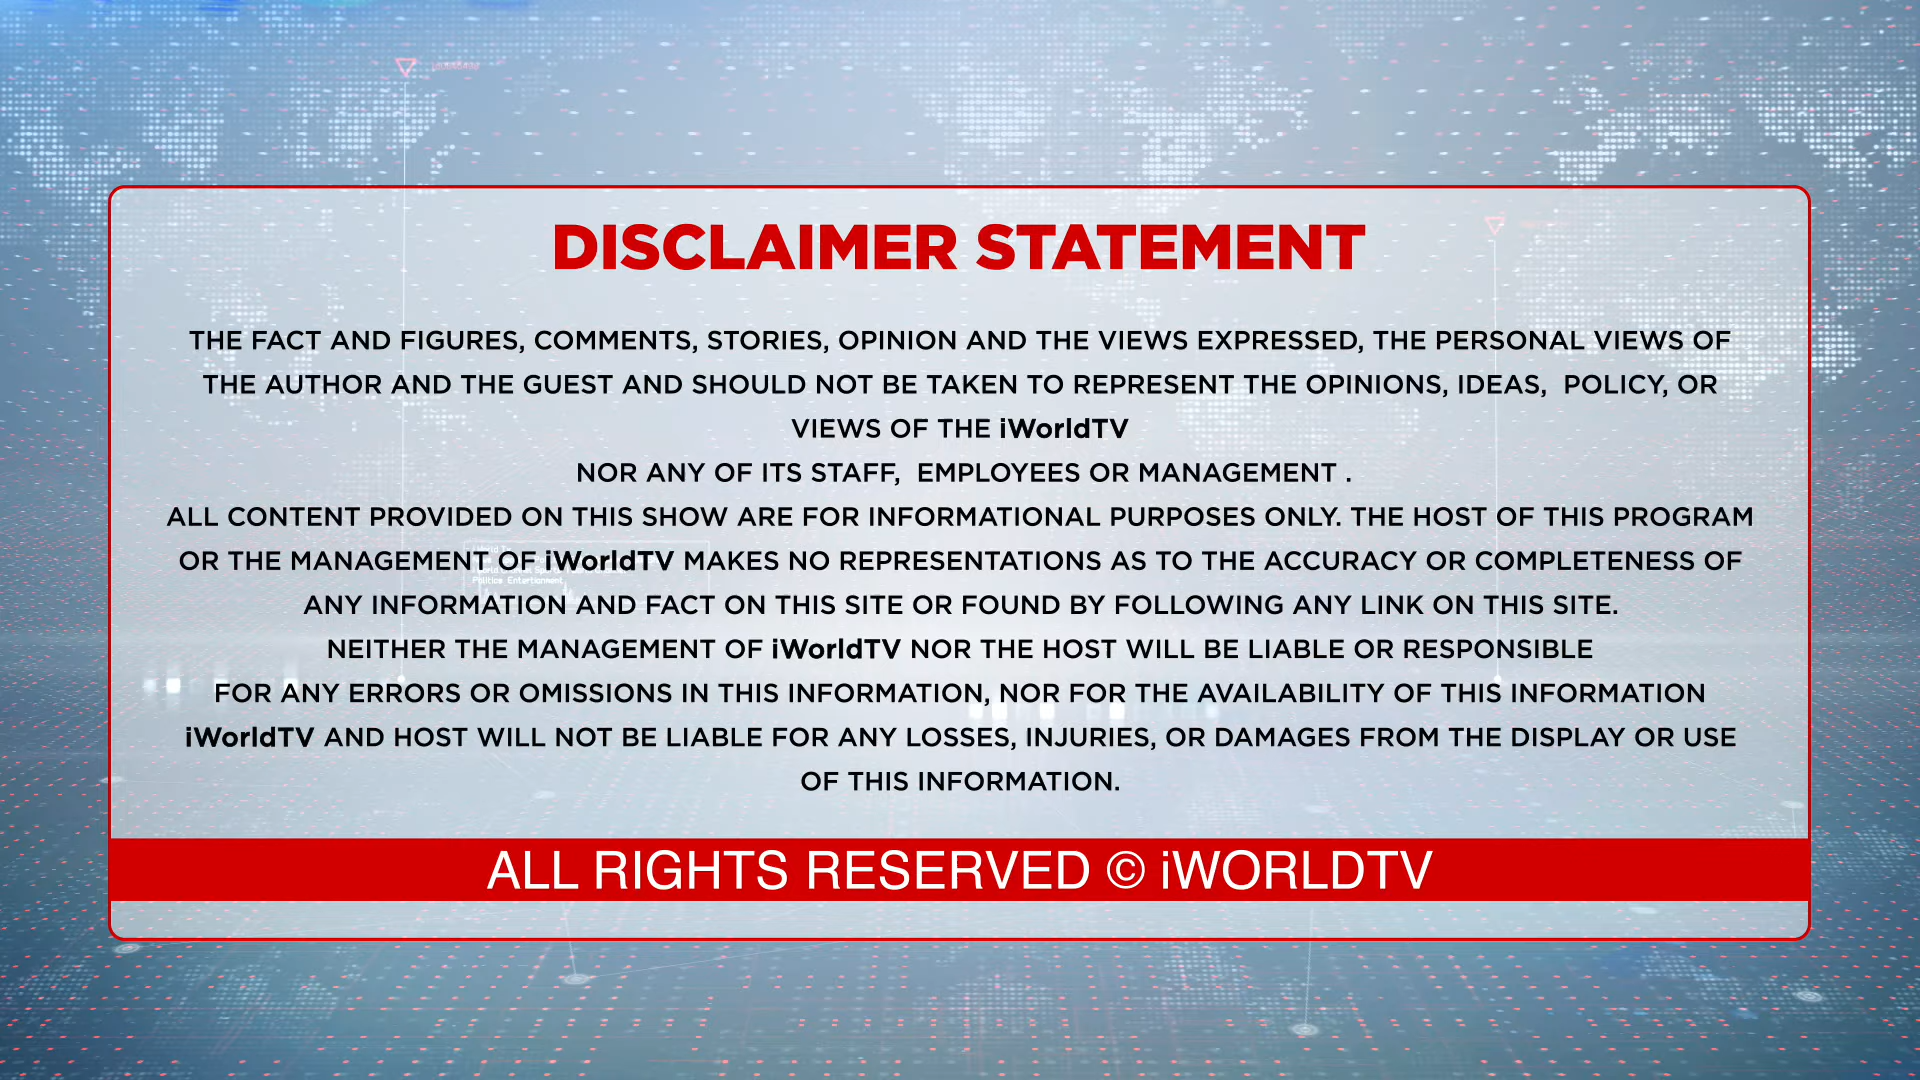 DISCLAIMER STATEMENT
THE FACT AND FIGURES, COMMENTS, STORIES, OPINION AND THE VIEWS EXPRESSED, THE PERSONAL VIEWS OF
THE AUTHOR AND THE GUEST AND SHOULD NOT BE TAKEN TO REPRESENT THE OPINIONS, IDEAS,  POLICY, OR
VIEWS OF THE iWorldTV
NOR ANY OF ITS STAFF,  EMPLOYEES OR MANAGEMENT .
ALL CONTENT PROVIDED ON THIS SHOW ARE FOR INFORMATIONAL PURPOSES ONLY. THE HOST OF THIS PROGRAM
OR THE MANAGEMENT OF iWorldTV MAKES NO REPRESENTATIONS AS TO THE ACCURACY OR COMPLETENESS OF
Politics Entertionment
ANY INFORMATION AND FACT ON THIS SITE OR FOUND BY FOLLOWING ANY LINK ON THIS SITE.
NEITHER THE MANAGEMENT OF iWorldTV NOR THE HOST WILL BE LIABLE OR RESPONSIBLE
FOR ANY ERRORS OR OMISSIONS IN THIS INFORMATION, NOR FOR THE AVAILABILITY OF THIS INFORMATION
iWorldTV AND HOST WILL NOT BE LIABLE FOR ANY LOSSES, INJURIES, OR DAMAGES FROM THE DISPLAY OR USE
OF THIS INFORMATION.
ALL RIGHTS RESERVED © iWORLDTV